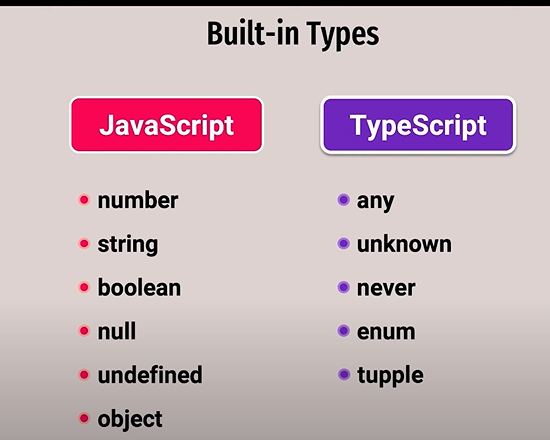 Built-in Types
JavaScript
number
string
boolean
null
undefined
object
TypeScript
any
unknown
never
enum
tupple